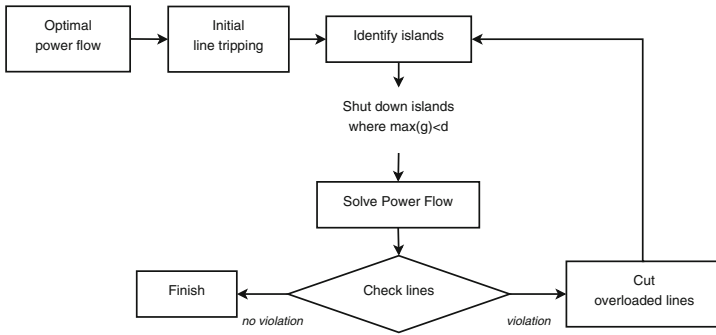 Optimal
power flow
Initial
line tripping
Identify islands
Shut down islands
where max(g)<d
Solve Power Flow
Check lines
Finish
no violation
violation
Cut
overloaded lines